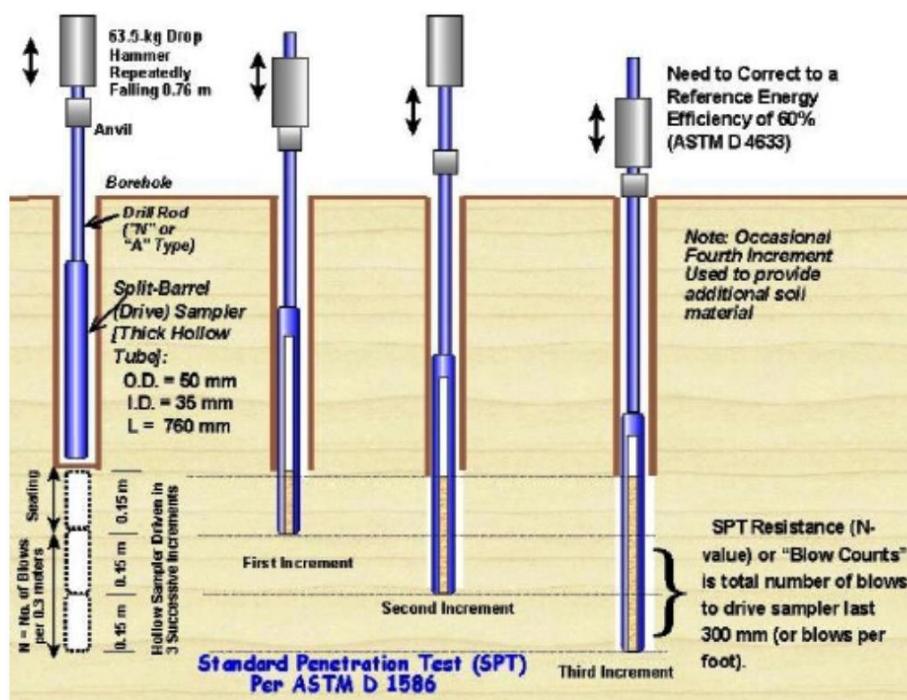 63.5-kg Drop
Hammer
Repeatedly
Falling 0.76 m
Anvil
Borehole
Drill Rod
("N" or
"A" Type)
Split-Barrel
(Drive) Sampler
[Thick Hollow
Tube]:
O.D. = 50 mm
I.D. = 35 mm
L = 760 mm
Need to Correct to a
Reference Energy
Efficiency of 60%
(ASTM D 4633)
Note: Occasional
Fourth Increment
Used to provide
additional soil
material
Seating
0.15 m
N = No. of Blows
per 0.3 meters
0.15 m
0.15 m
Hollow Sampler Driven in
3 Successive Increments
First Increment
Second Increment
Third Increment
SPT Resistance (N-
value) or "Blow Counts"
is total number of blows
to drive sampler last
300 mm (or blows per
foot).
Standard Penetration Test (SPT)
Per ASTM D 1586